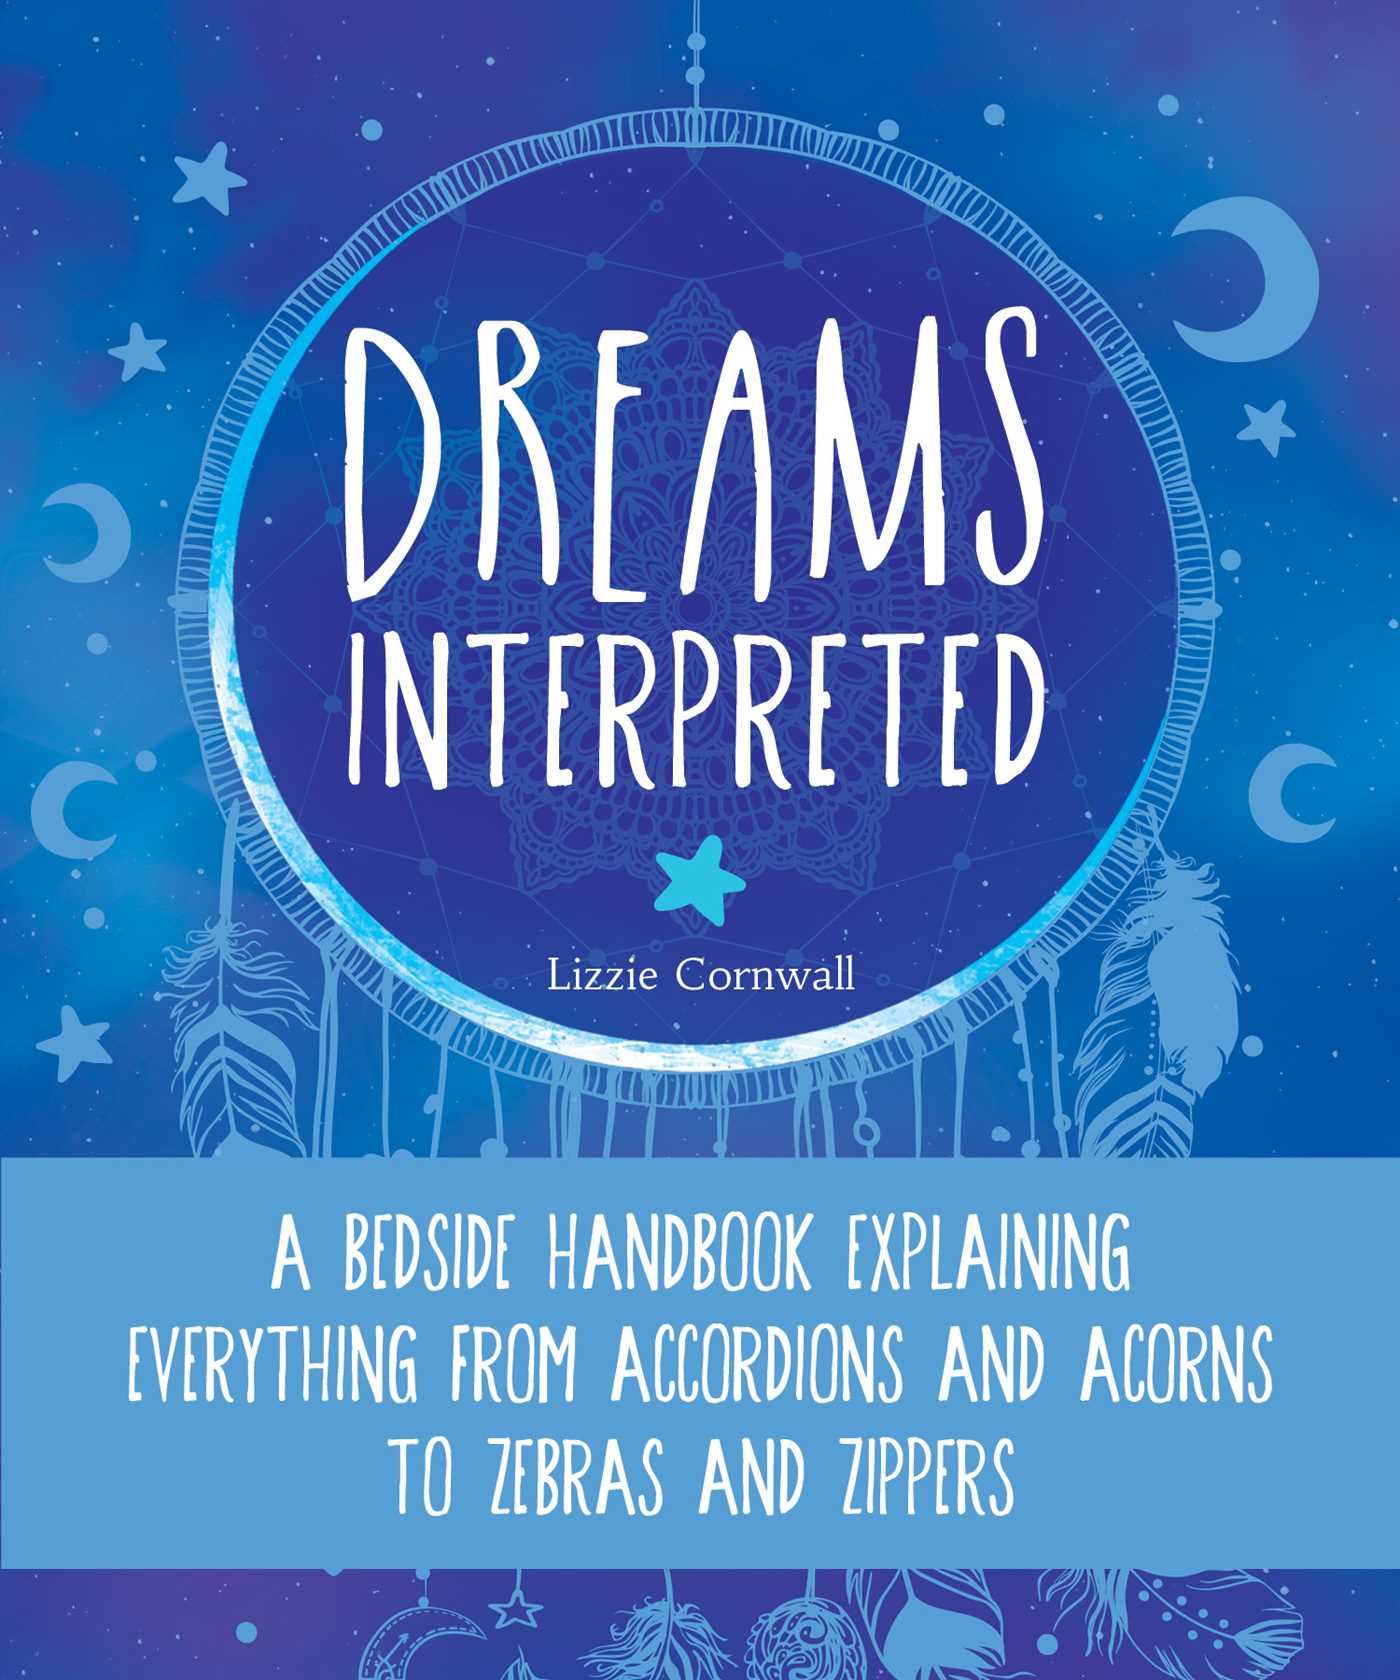 DREAMS
INTERPRETED
Lizzie Cornwall
A BEDSIDE HANDBOOK EXPLAINING
EVERYTHING FROM ACCORDIONS AND ACORNS
TO ZEBRAS AND ZIPPERS